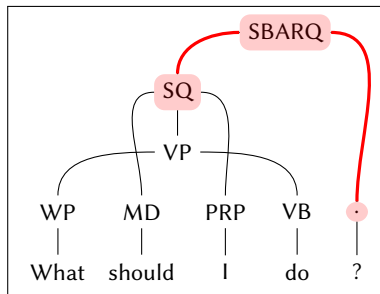 SBARQ
SQ
VP
WP MD PRP VB .
What should I do ?